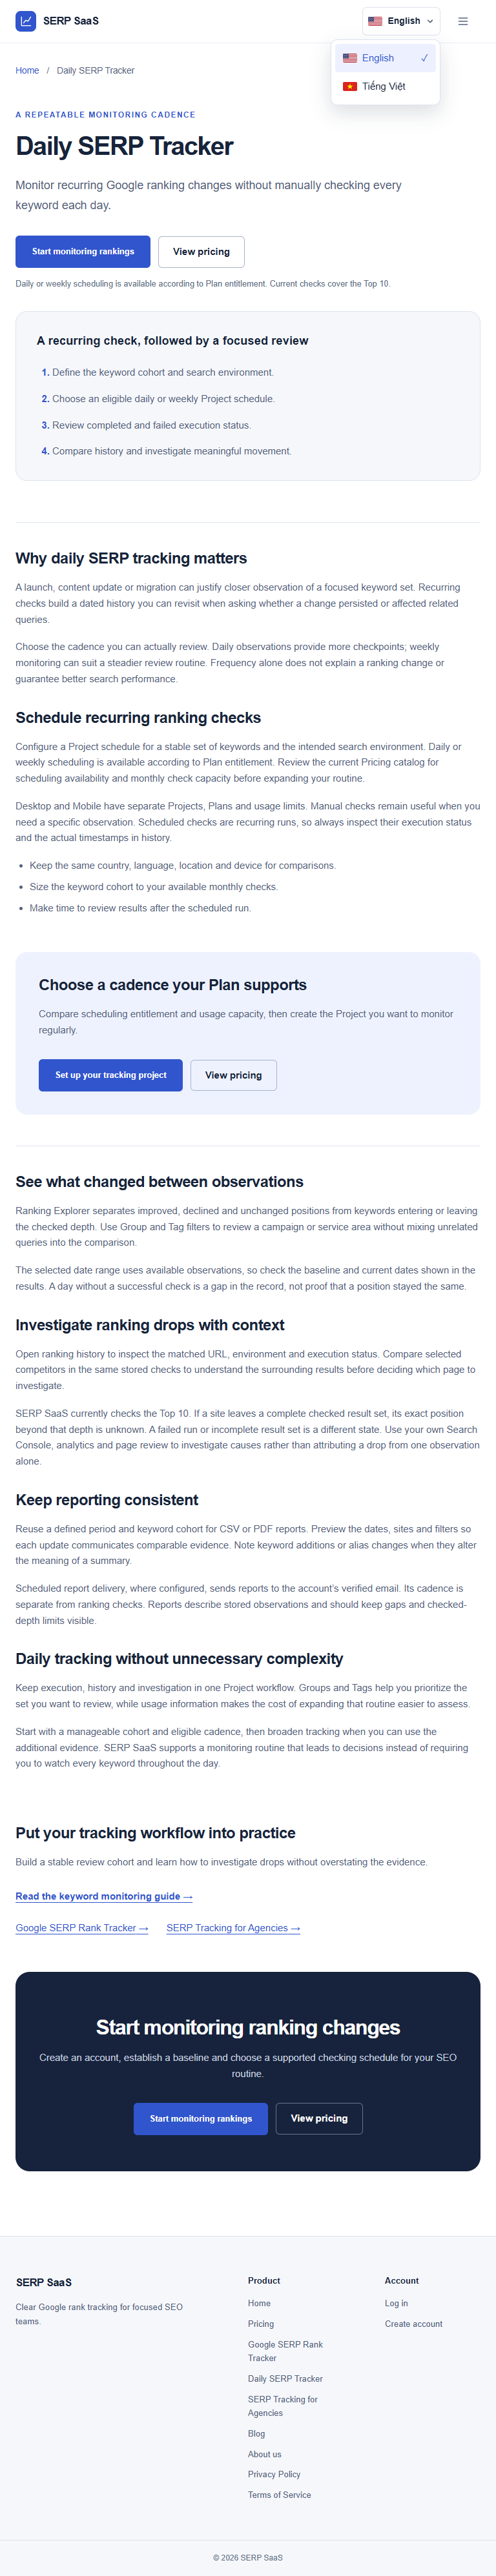 SERP SaaS
English
English ✓
Tiếng Việt
Home / Daily SERP Tracker
A REPEATABLE MONITORING CADENCE
Daily SERP Tracker
Monitor recurring Google ranking changes without manually checking every
keyword each day.
Start monitoring rankings
View pricing
Daily or weekly scheduling is available according to Plan entitlement. Current checks cover the Top 10.
A recurring check, followed by a focused review
1. Define the keyword cohort and search environment.
2. Choose an eligible daily or weekly Project schedule.
3. Review completed and failed execution status.
4. Compare history and investigate meaningful movement.
Why daily SERP tracking matters
A launch, content update or migration can justify closer observation of a focused keyword set. Recurring
checks build a dated history you can revisit when asking whether a change persisted or affected related
queries.
Choose the cadence you can actually review. Daily observations provide more checkpoints; weekly
monitoring can suit a steadier review routine. Frequency alone does not explain a ranking change or
guarantee better search performance.
Schedule recurring ranking checks
Configure a Project schedule for a stable set of keywords and the intended search environment. Daily or
weekly scheduling is available according to Plan entitlement. Review the current Pricing catalog for
scheduling availability and monthly check capacity before expanding your routine.
Desktop and Mobile have separate Projects, Plans and usage limits. Manual checks remain useful when you
need a specific observation. Scheduled checks are recurring runs, so always inspect their execution status
and the actual timestamps in history.
• Keep the same country, language, location and device for comparisons.
• Size the keyword cohort to your available monthly checks.
• Make time to review results after the scheduled run.
Choose a cadence your Plan supports
Compare scheduling entitlement and usage capacity, then create the Project you want to monitor
regularly.
Set up your tracking project
View pricing
See what changed between observations
Ranking Explorer separates improved, declined and unchanged positions from keywords entering or leaving
the checked depth. Use Group and Tag filters to review a campaign or service area without mixing unrelated
queries into the comparison.
The selected date range uses available observations, so check the baseline and current dates shown in the
results. A day without a successful check is a gap in the record, not proof that a position stayed the same.
Investigate ranking drops with context
Open ranking history to inspect the matched URL, environment and execution status. Compare selected
competitors in the same stored checks to understand the surrounding results before deciding which page to
investigate.
SERP SaaS currently checks the Top 10. If a site leaves a complete checked result set, its exact position
beyond that depth is unknown. A failed run or incomplete result set is a different state. Use your own Search
Console, analytics and page review to investigate causes rather than attributing a drop from one observation
alone.
Keep reporting consistent
Reuse a defined period and keyword cohort for CSV or PDF reports. Preview the dates, sites and filters so
each update communicates comparable evidence. Note keyword additions or alias changes when they alter
the meaning of a summary.
Scheduled report delivery, where configured, sends reports to the account's verified email. Its cadence is
separate from ranking checks. Reports describe stored observations and should keep gaps and checked-
depth limits visible.
Daily tracking without unnecessary complexity
Keep execution, history and investigation in one Project workflow. Groups and Tags help you prioritize the
set you want to review, while usage information makes the cost of expanding that routine easier to assess.
Start with a manageable cohort and eligible cadence, then broaden tracking when you can use the
additional evidence. SERP SaaS supports a monitoring routine that leads to decisions instead of requiring
you to watch every keyword throughout the day.
Put your tracking workflow into practice
Build a stable review cohort and learn how to investigate drops without overstating the evidence.
Read the keyword monitoring guide →
Google SERP Rank Tracker →
SERP Tracking for Agencies →
Start monitoring ranking changes
Create an account, establish a baseline and choose a supported checking schedule for your SEO
routine.
Start monitoring rankings
View pricing
SERP SaaS
Clear Google rank tracking for focused SEO
teams.
Product
Home
Pricing
Google SERP Rank
Tracker
Daily SERP Tracker
SERP Tracking for
Agencies
Blog
About us
Privacy Policy
Terms of Service
Account
Log in
Create account
© 2026 SERP SaaS